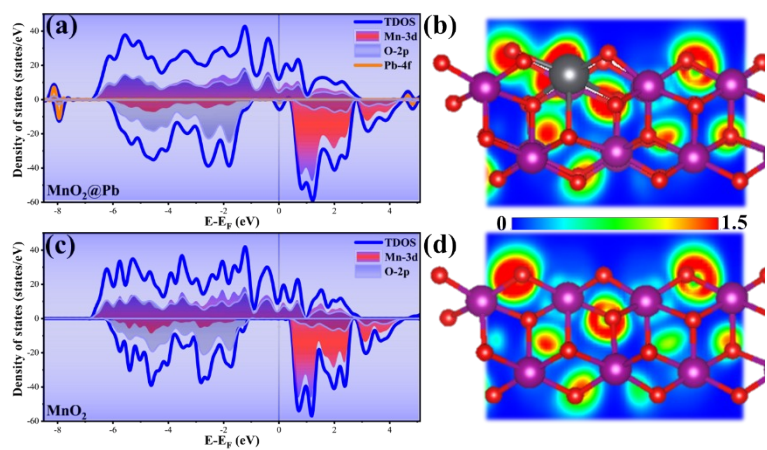 (a)
TDOS
Mn-3d
O-2p
Pb-4f
Density of states (states/eV)
40
20
0
-20
-40
-60
MnO₂@Pb
-8 -6 -4 -2 0 2 4
E-E_F (eV)
(b)
0 1.5
(c)
TDOS
Mn-3d
O-2p
Density of states (states/eV)
40
20
0
-20
-40
-60
MnO₂
-8 -6 -4 -2 0 2 4
E-E_F (eV)
(d)